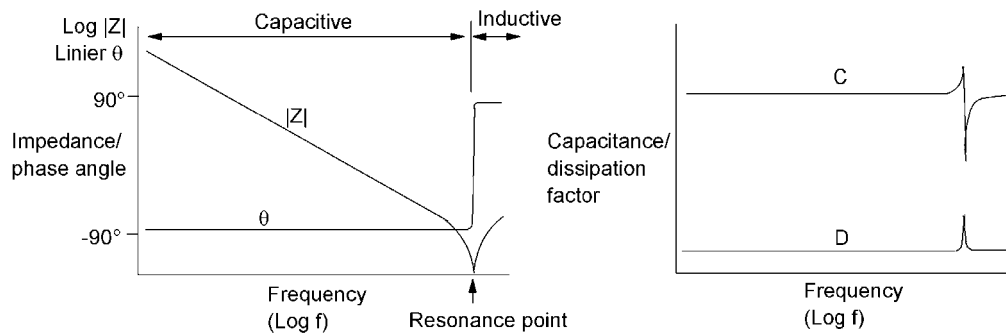 Log |Z|
Linier θ
Capacitive
Inductive
90°
|Z|
Impedance/
phase angle
θ
-90°
Frequency
(Log f)
Resonance point
C
Capacitance/
dissipation
factor
D
Frequency
(Log f)